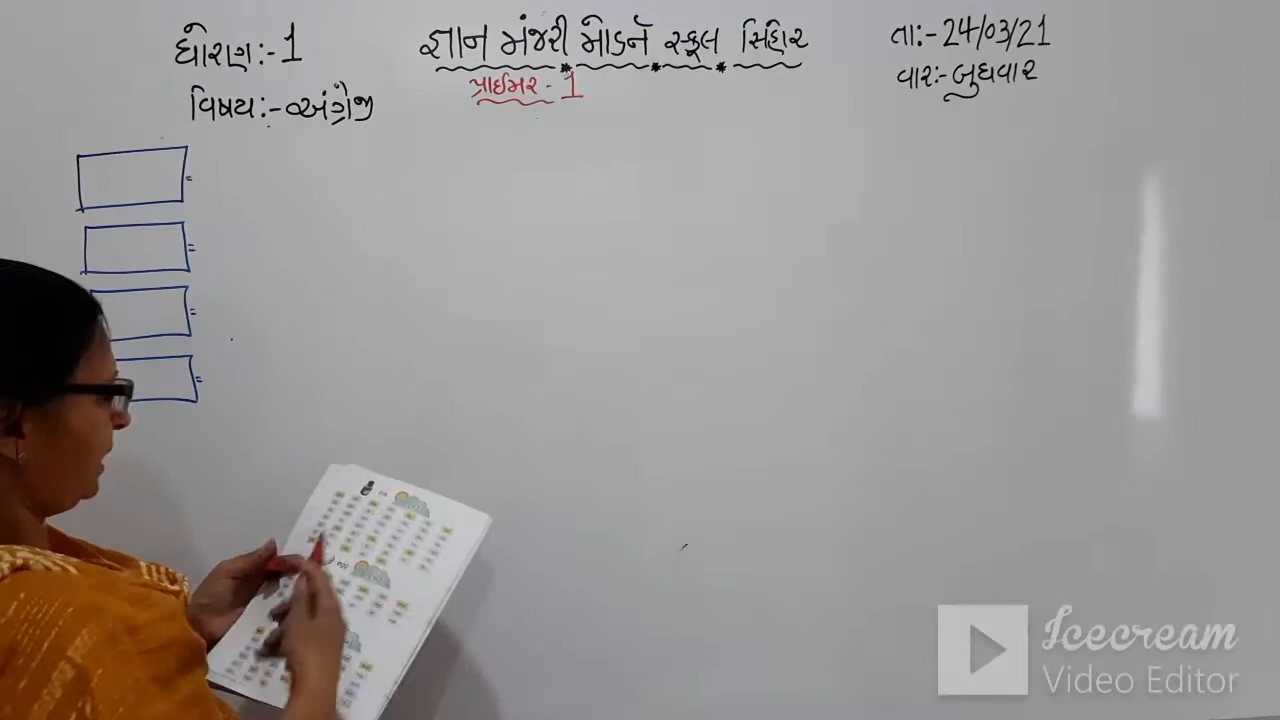 ધોરણ:- 1
વિષય:- અંગ્રેજી
જ્ઞાન મંજરી મોડર્ન સ્કૂલ સિહોર
પ્રાઈમર - 1
તા:- 24/03/21
વાર:- બુધવાર
=
=
=
=
Icecream
Video Editor